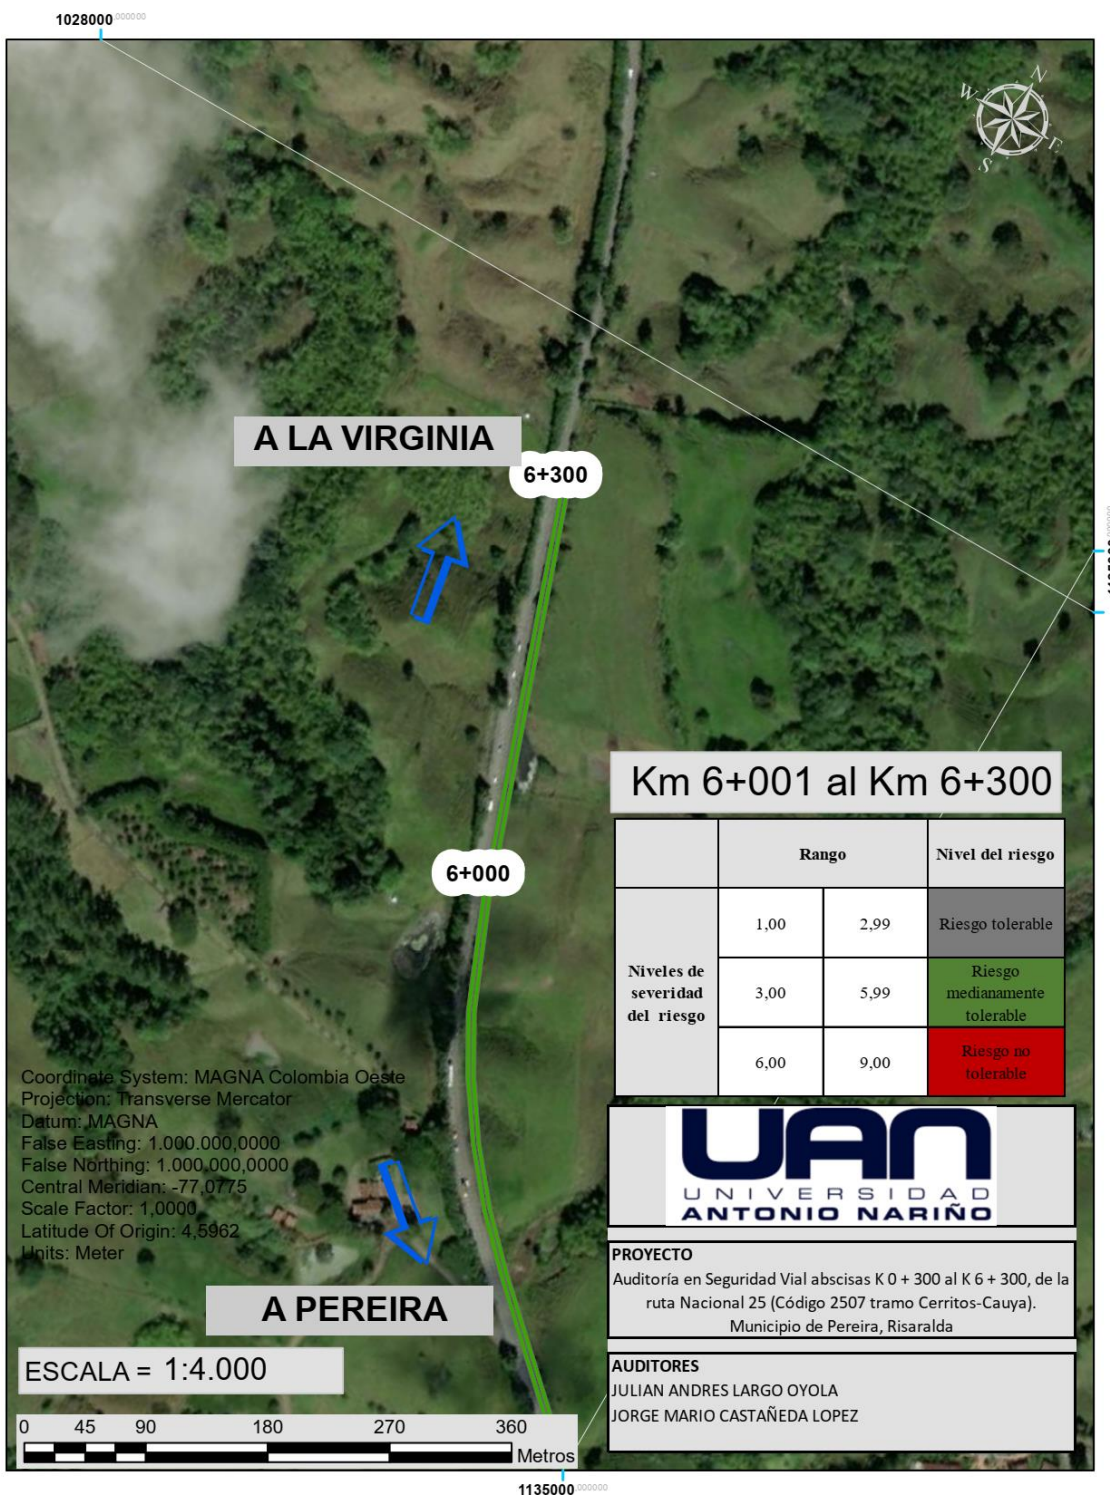 1028000,000000
N
W
E
S
A LA VIRGINIA
6+300
Km 6+001 al Km 6+300
6+000
Rango
Nivel del riesgo
Niveles de
severidad
del riesgo
1,00
2,99
Riesgo tolerable
3,00
5,99
Riesgo
medianamente
tolerable
6,00
9,00
Riesgo no
tolerable
Coordinate System: MAGNA Colombia Oeste
Projection: Transverse Mercator
Datum: MAGNA
False Easting: 1.000.000,0000
False Northing: 1.000.000,0000
Central Meridian: -77,0775
Scale Factor: 1,0000
Latitude Of Origin: 4,5962
Units: Meter
UAN
UNIVERSIDAD
ANTONIO NARIÑO
A PEREIRA
PROYECTO
Auditoría en Seguridad Vial abscisas K 0 + 300 al K 6 + 300, de la
ruta Nacional 25 (Código 2507 tramo Cerritos-Cauya).
Municipio de Pereira, Risaralda
ESCALA = 1:4.000
AUDITORES
JULIAN ANDRES LARGO OYOLA
JORGE MARIO CASTAÑEDA LOPEZ
0 45 90 180 270 360
Metros
1135000,000000